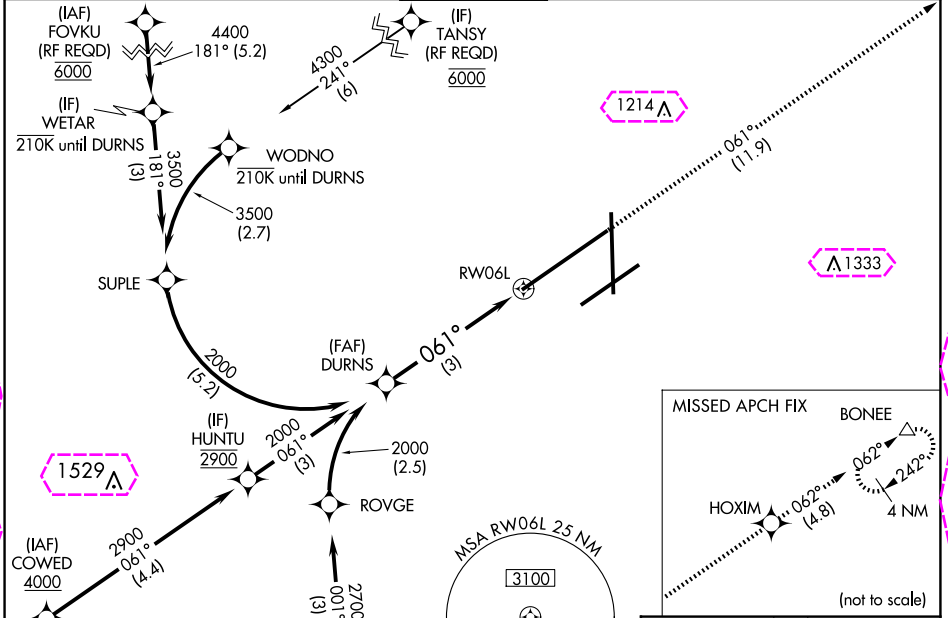 (IAF)
FOVKU
(RF REQD)
6000
4400
181° (5.2)
(IF)
TANSY
(RF REQD)
6000
4300
241°
(6)
(IF)
WETAR
210K until DURNS
3500
181°
(3)
WODNO
210K until DURNS
3500
(2.7)
1214
061°
(11.9)
1333
SUPLE
RW06L
2000
(5.2)
(FAF)
DURNS
061°
(3)
(IF)
HUNTU
2900
2000
061°
(3)
2000
(2.5)
ROVGE
1529
(IAF)
COWED
4000
2900
061°
(4.4)
2700
001°
(3)
MSA RW06L 25 NM
3100
MISSED APCH FIX
BONEE
062°
242°
4 NM
HOXIM
062°
(4.8)
(not to scale)